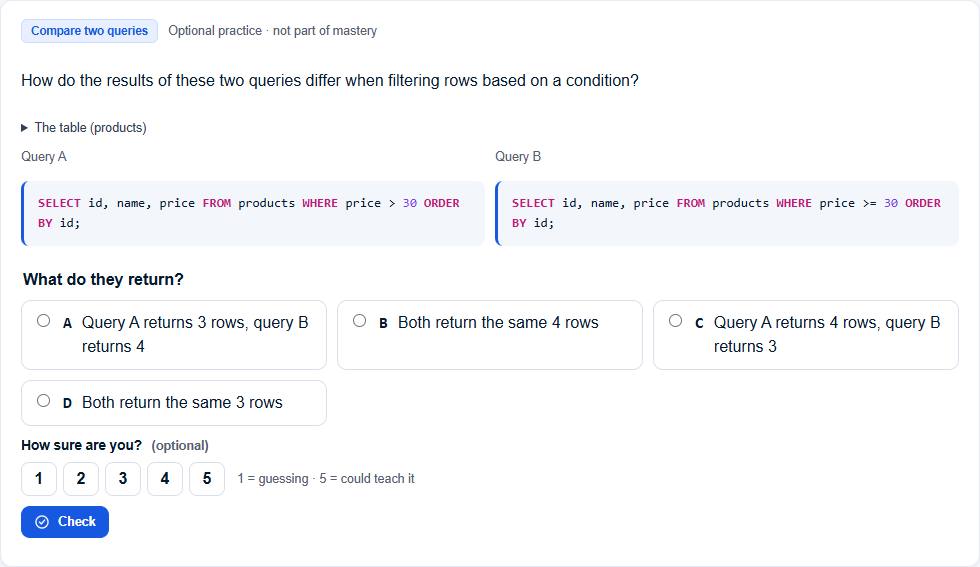 Compare two queries Optional practice · not part of mastery
How do the results of these two queries differ when filtering rows based on a condition?
▶ The table (products)
Query A
SELECT id, name, price FROM products WHERE price > 30 ORDER
BY id;
Query B
SELECT id, name, price FROM products WHERE price >= 30 ORDER
BY id;
What do they return?
A Query A returns 3 rows, query B
returns 4
B Both return the same 4 rows
C Query A returns 4 rows, query B
returns 3
D Both return the same 3 rows
How sure are you? (optional)
1 2 3 4 5 1 = guessing · 5 = could teach it
Check